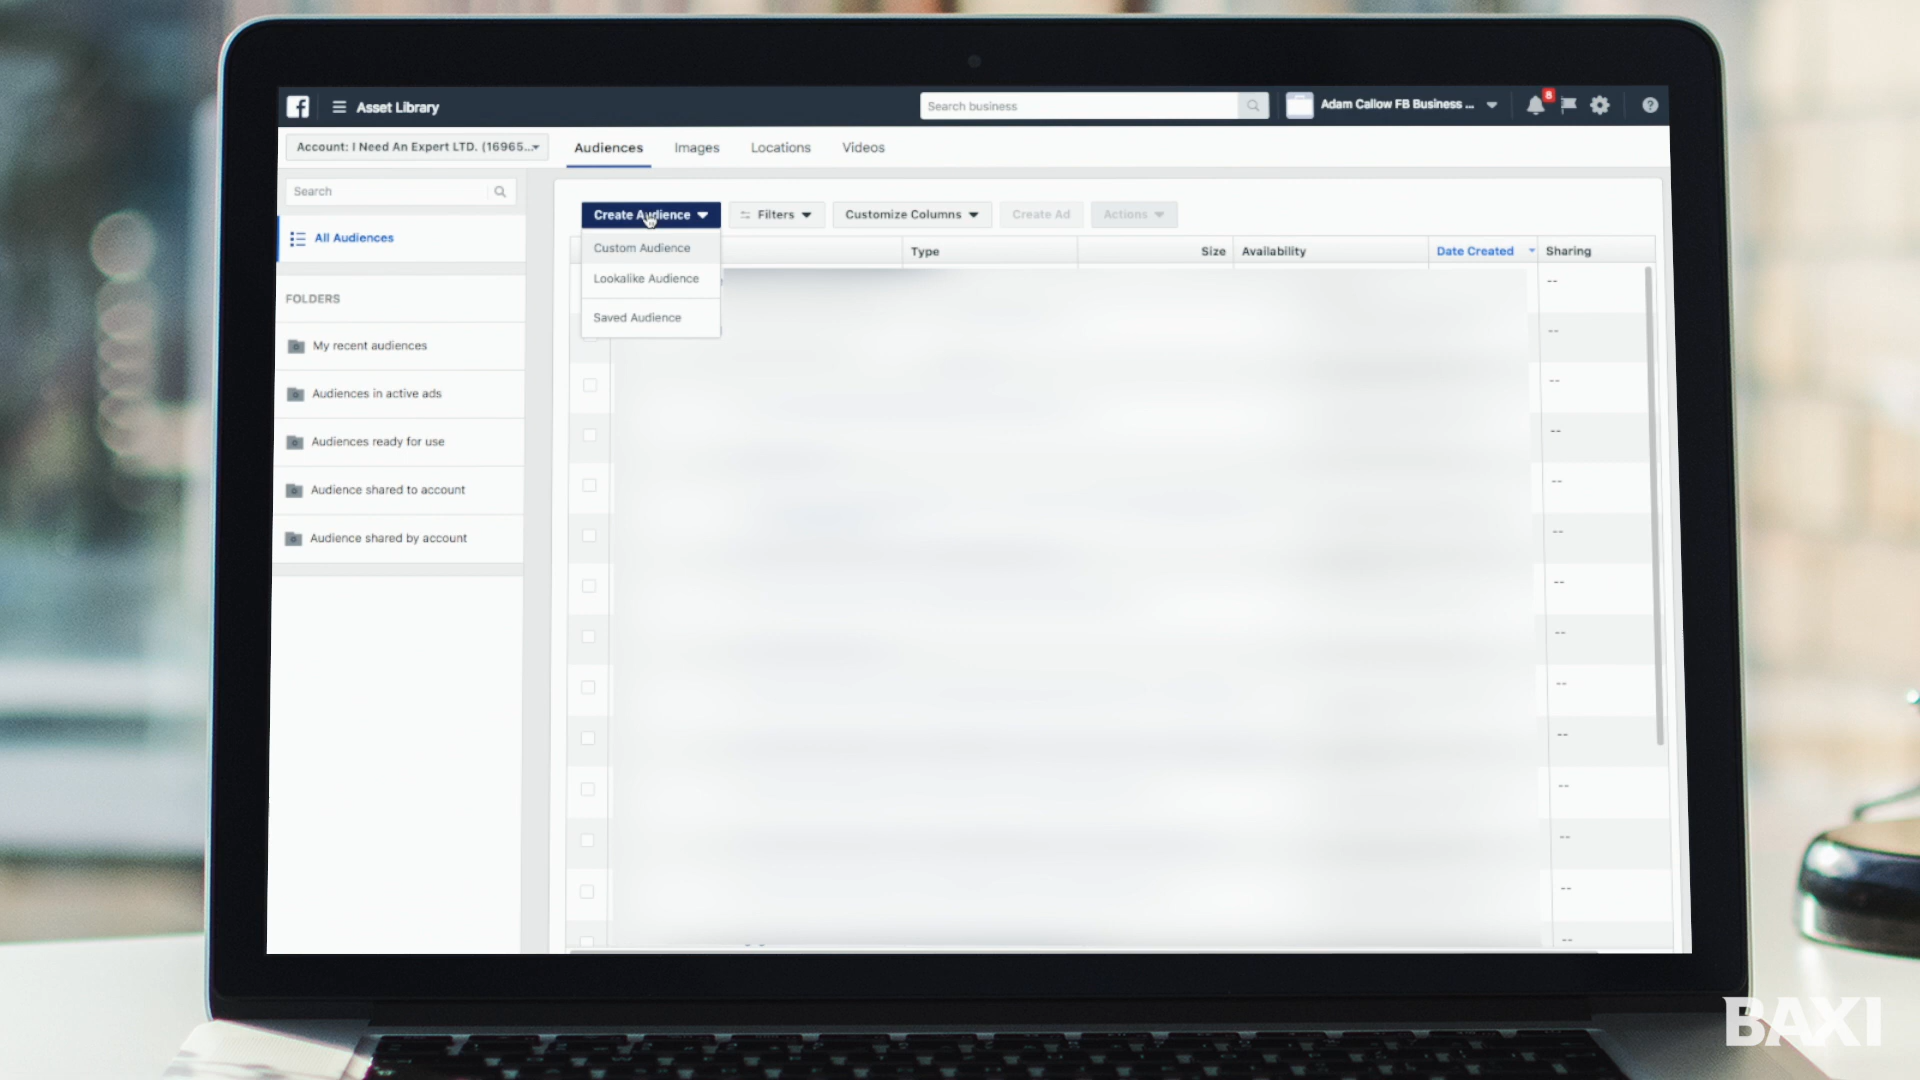 Asset Library
Search business
Adam Callow FB Business ...
8
Account: I Need An Expert LTD. (16965...
Audiences
Images
Locations
Videos
Search
All Audiences
FOLDERS
My recent audiences
Audiences in active ads
Audiences ready for use
Audience shared to account
Audience shared by account
Create Audience
Filters
Customize Columns
Create Ad
Actions
Custom Audience
Lookalike Audience
Saved Audience
Type
Size
Availability
Date Created
Sharing
--
--
--
--
--
--
--
--
--
--
--
--
--
--
BAXI